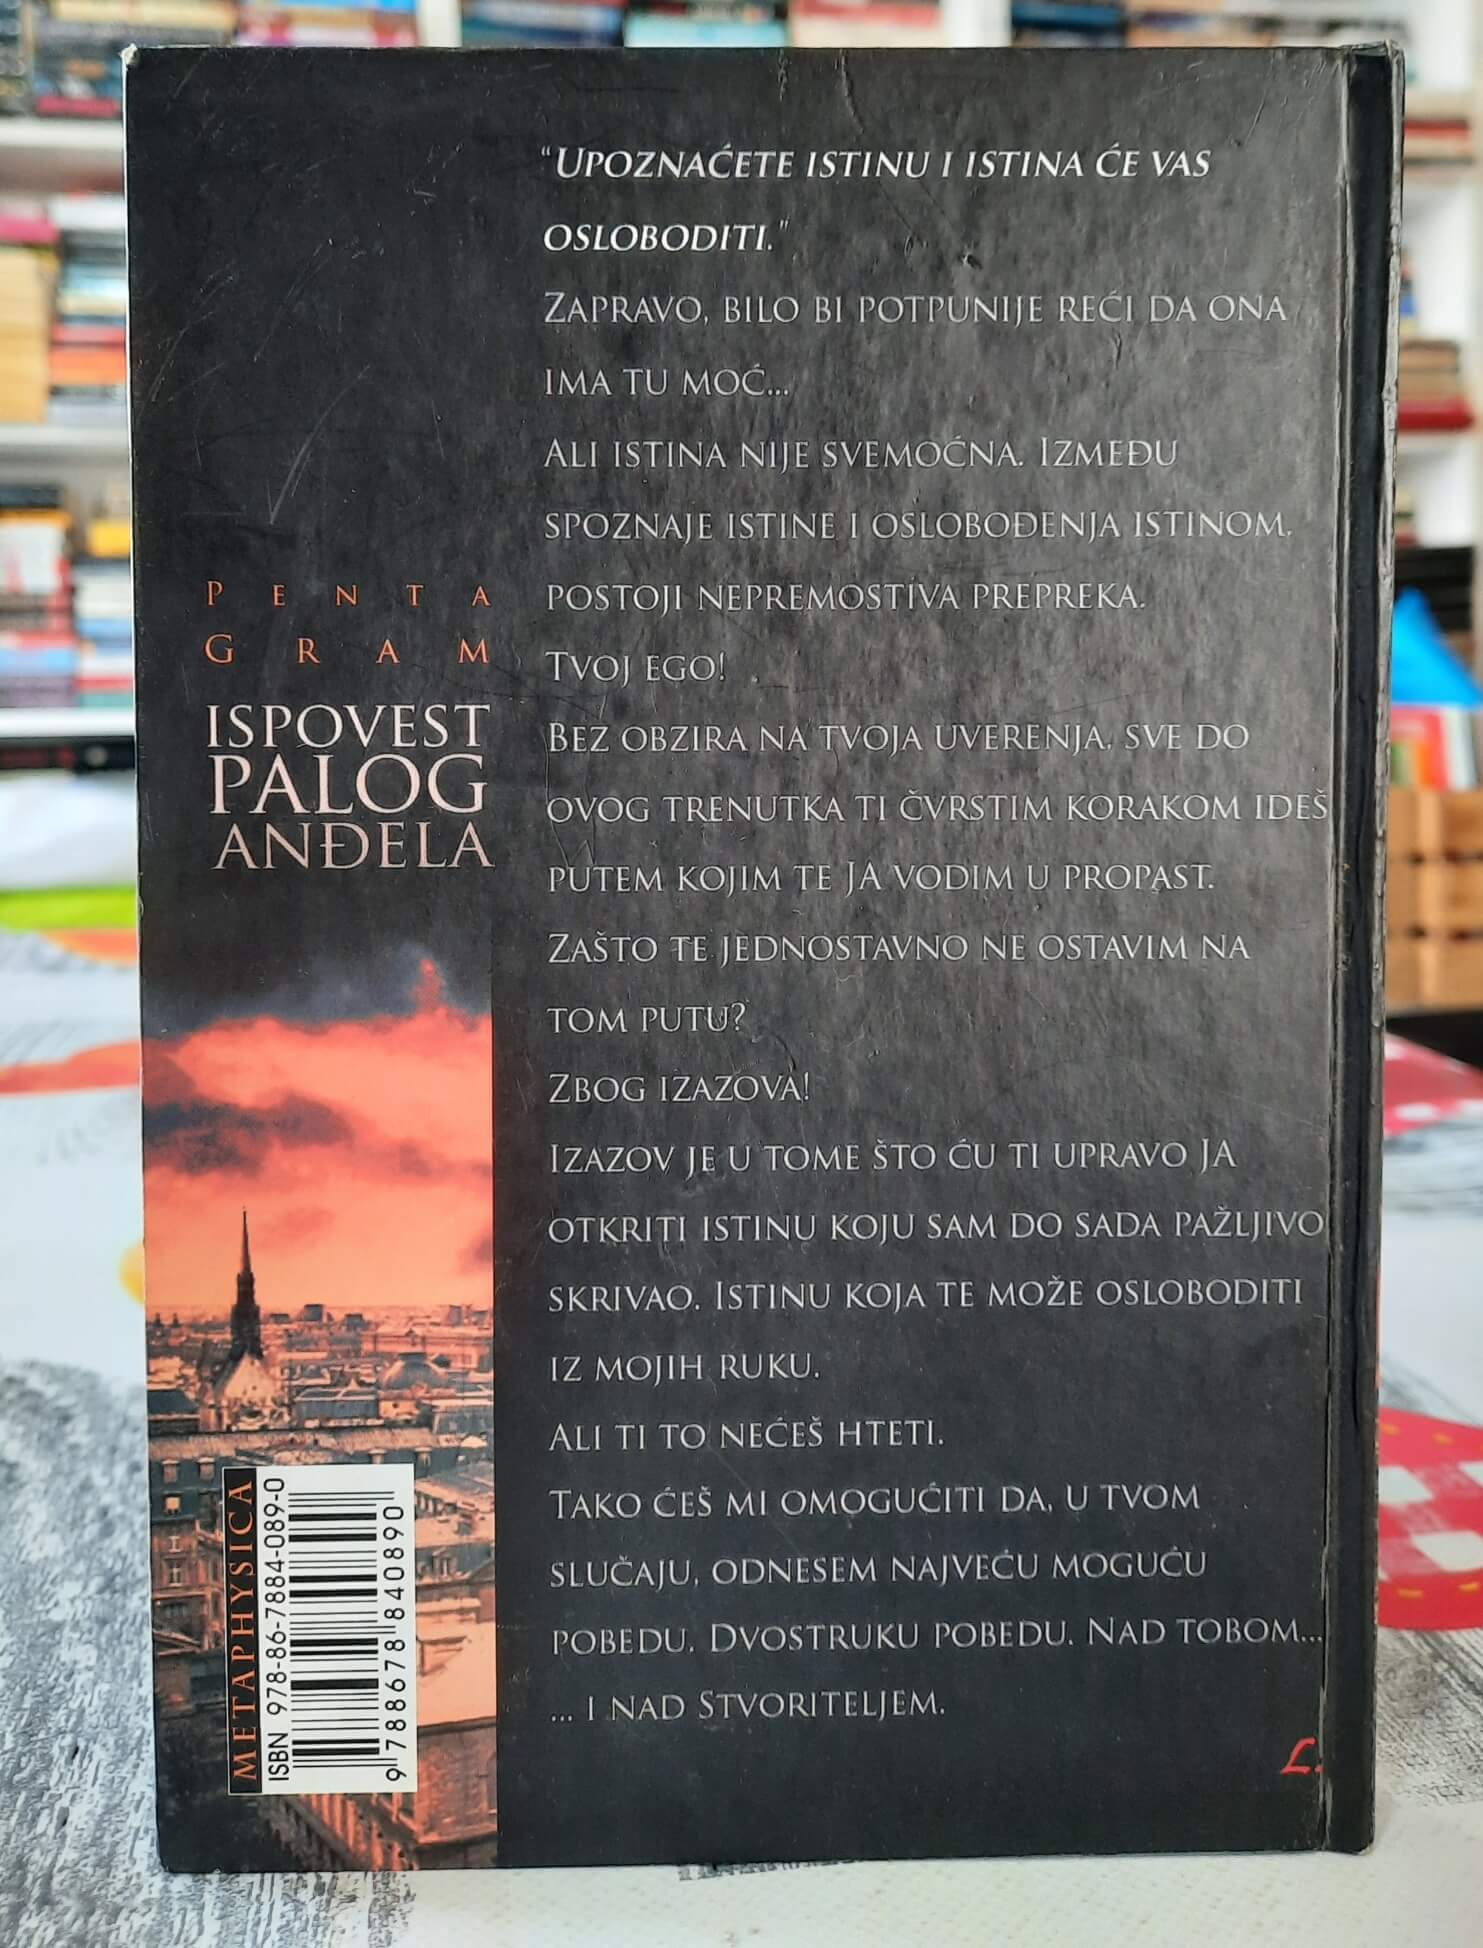 “UPOZNAĆETE ISTINU I ISTINA ĆE VAS
OSLOBODITI.”
ZAPRAVO, BILO BI POTPUNIJE REĆI DA ONA
IMA TU MOĆ...
ALI ISTINA NIJE SVEMOĆNA. IZMEĐU
SPOZNAJE ISTINE I OSLOBOĐENJA ISTINOM,
POSTOJI NEPREMOSTIVA PREPREKA.
TVOJ EGO!
BEZ OBZIRA NA TVOJA UVERENJA, SVE DO
OVOG TRENUTKA TI ČVRSTIM KORAKOM IDEŠ
PUTEM KOJIM TE JA VODIM U PROPAST.
ZAŠTO TE JEDNOSTAVNO NE OSTAVIM NA
TOM PUTU?
ZBOG IZAZOVA!
IZAZOV JE U TOME ŠTO ĆU TI UPRAVO JA
OTKRITI ISTINU KOJU SAM DO SADA PAŽLJIVO
SKRIVAO. ISTINU KOJA TE MOŽE OSLOBODITI
IZ MOJIH RUKU.
ALI TI TO NEĆEŠ HTETI.
TAKO ĆEŠ MI OMOGUĆITI DA, U TVOM
SLUČAJU, ODNESEM NAJVEĆU MOGUĆU
POBEDU. DVOSTRUKU POBEDU. NAD TOBOM...
... I NAD STVORITELJEM.
L.
PENTA
GRAM
ISPOVEST
PALOG
ANĐELA
METAPHYSICA
ISBN 978-86-7884-089-0
9 788678 840890